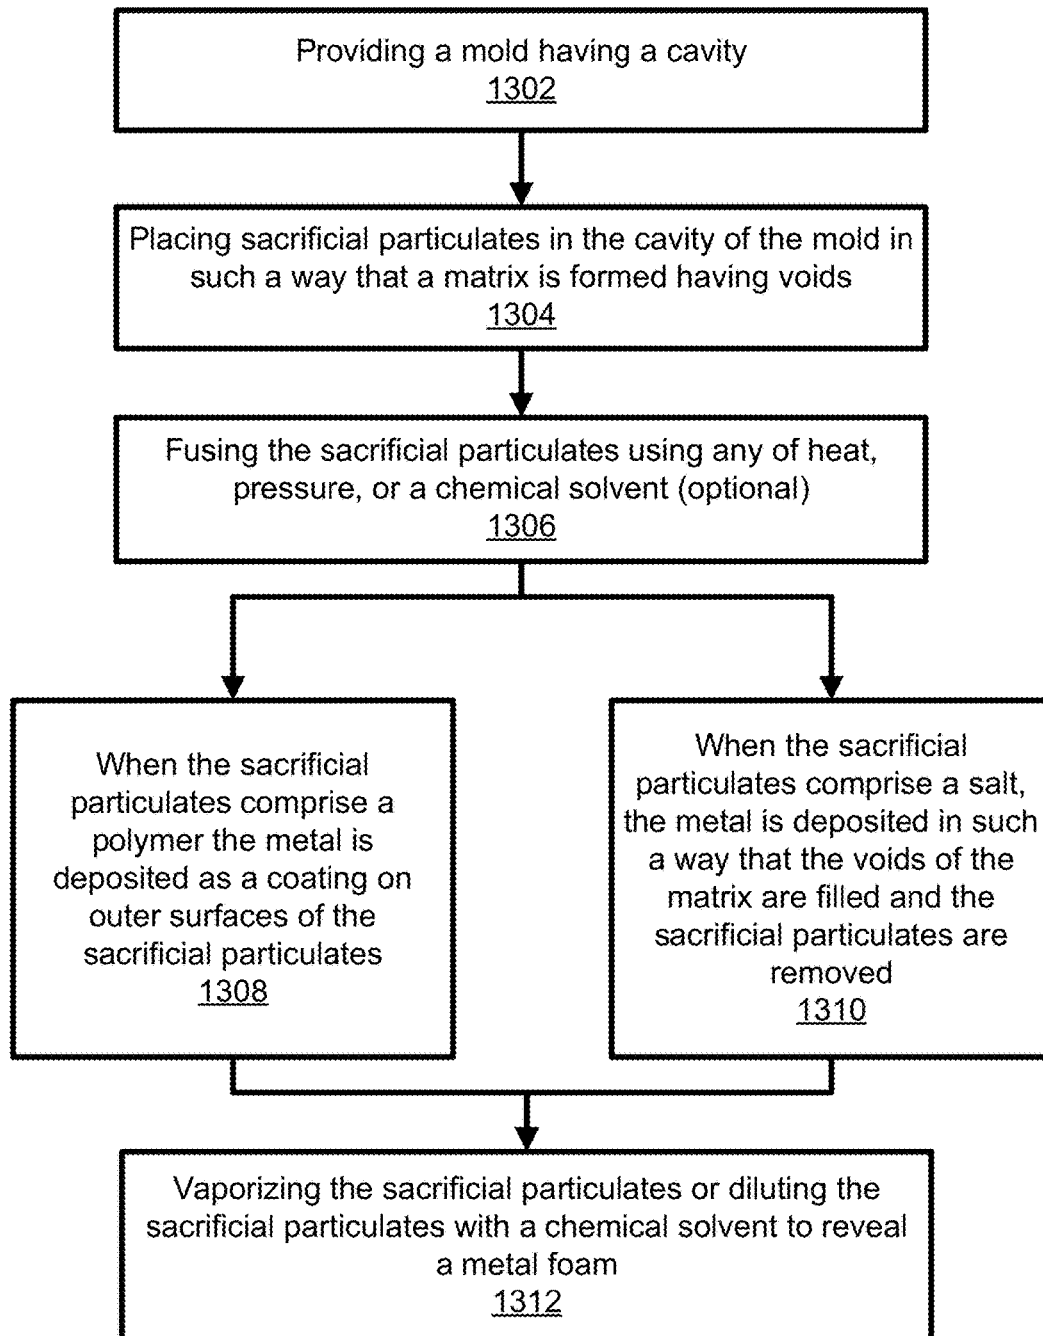 Providing a mold having a cavity
1302
Placing sacrificial particulates in the cavity of the mold in
such a way that a matrix is formed having voids
1304
Fusing the sacrificial particulates using any of heat,
pressure, or a chemical solvent (optional)
1306
When the sacrificial
particulates comprise a
polymer the metal is
deposited as a coating on
outer surfaces of the
sacrificial particulates
1308
When the sacrificial
particulates comprise a salt,
the metal is deposited in such
a way that the voids of the
matrix are filled and the
sacrificial particulates are
removed
1310
Vaporizing the sacrificial particulates or diluting the
sacrificial particulates with a chemical solvent to reveal
a metal foam
1312